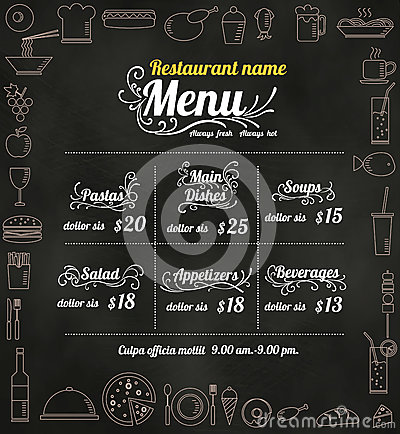 Restaurant name
Menu
Always fresh Always hot
Pastas
dollor sis $20
Main
Dishes
dollor sis $25
Soups
dollor sis $15
Salad
dollor sis $18
Appetizers
dollor sis $18
Beverages
dollor sis $13
Culpa officia mollit 9.00 am.-9.00 pm.
dreamstime.com